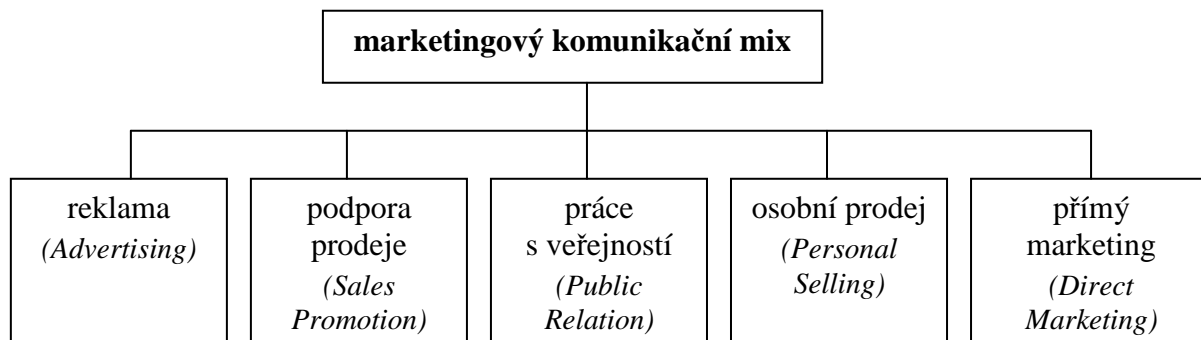 marketingový komunikační mix
reklama
(Advertising)
podpora
prodeje
(Sales
Promotion)
práce
s veřejností
(Public
Relation)
osobní prodej
(Personal
Selling)
přímý
marketing
(Direct
Marketing)